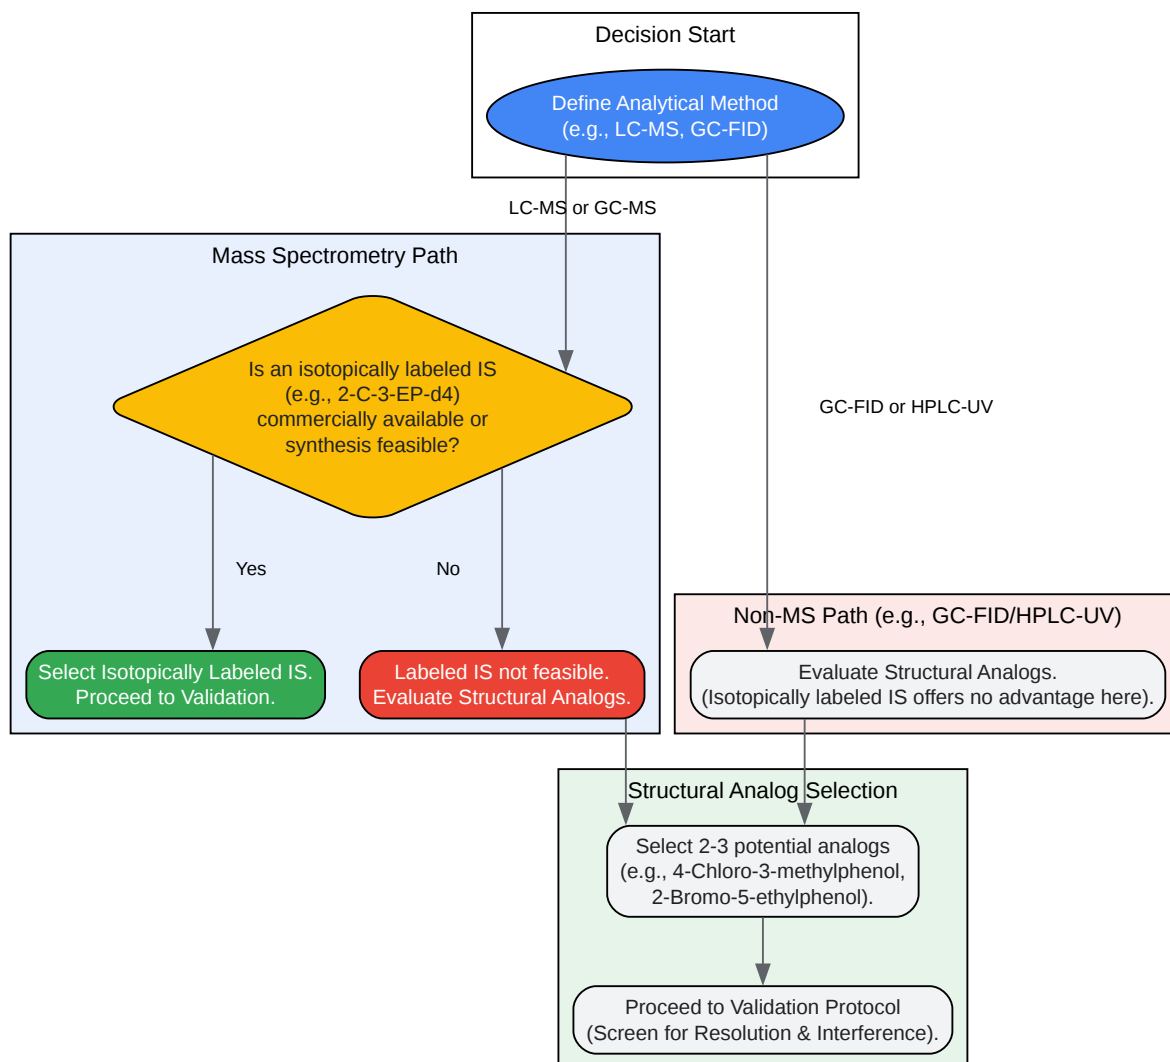 Decision Start
Define Analytical Method
(e.g., LC-MS, GC-FID)
LC-MS or GC-MS
Mass Spectrometry Path
Is an isotopically labeled IS
(e.g., 2-C-3-EP-d4)
commercially available or
synthesis feasible?
GC-FID or HPLC-UV
Yes
No
Non-MS Path (e.g., GC-FID/HPLC-UV)
Select Isotopically Labeled IS.
Proceed to Validation.
Labeled IS not feasible.
Evaluate Structural Analogs.
Evaluate Structural Analogs.
(Isotopically labeled IS offers no advantage here).
Structural Analog Selection
Select 2-3 potential analogs
(e.g., 4-Chloro-3-methylphenol,
2-Bromo-5-ethylphenol).
Proceed to Validation Protocol
(Screen for Resolution & Interference).